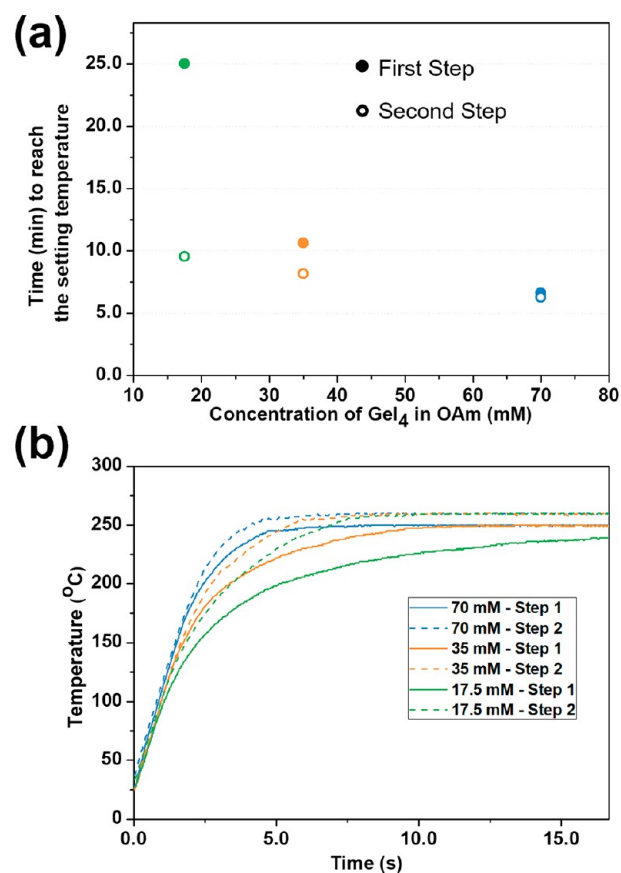 (a)
First Step
Second Step
Time (min) to reach
the setting temperature
25.0
20.0
15.0
10.0
5.0
0.0
10 20 30 40 50 60 70 80
Concentration of GeI4 in OAm (mM)
(b)
Temperature (°C)
300
250
200
150
100
50
0
70 mM - Step 1
70 mM - Step 2
35 mM - Step 1
35 mM - Step 2
17.5 mM - Step 1
17.5 mM - Step 2
0.0 5.0 10.0 15.0
Time (s)